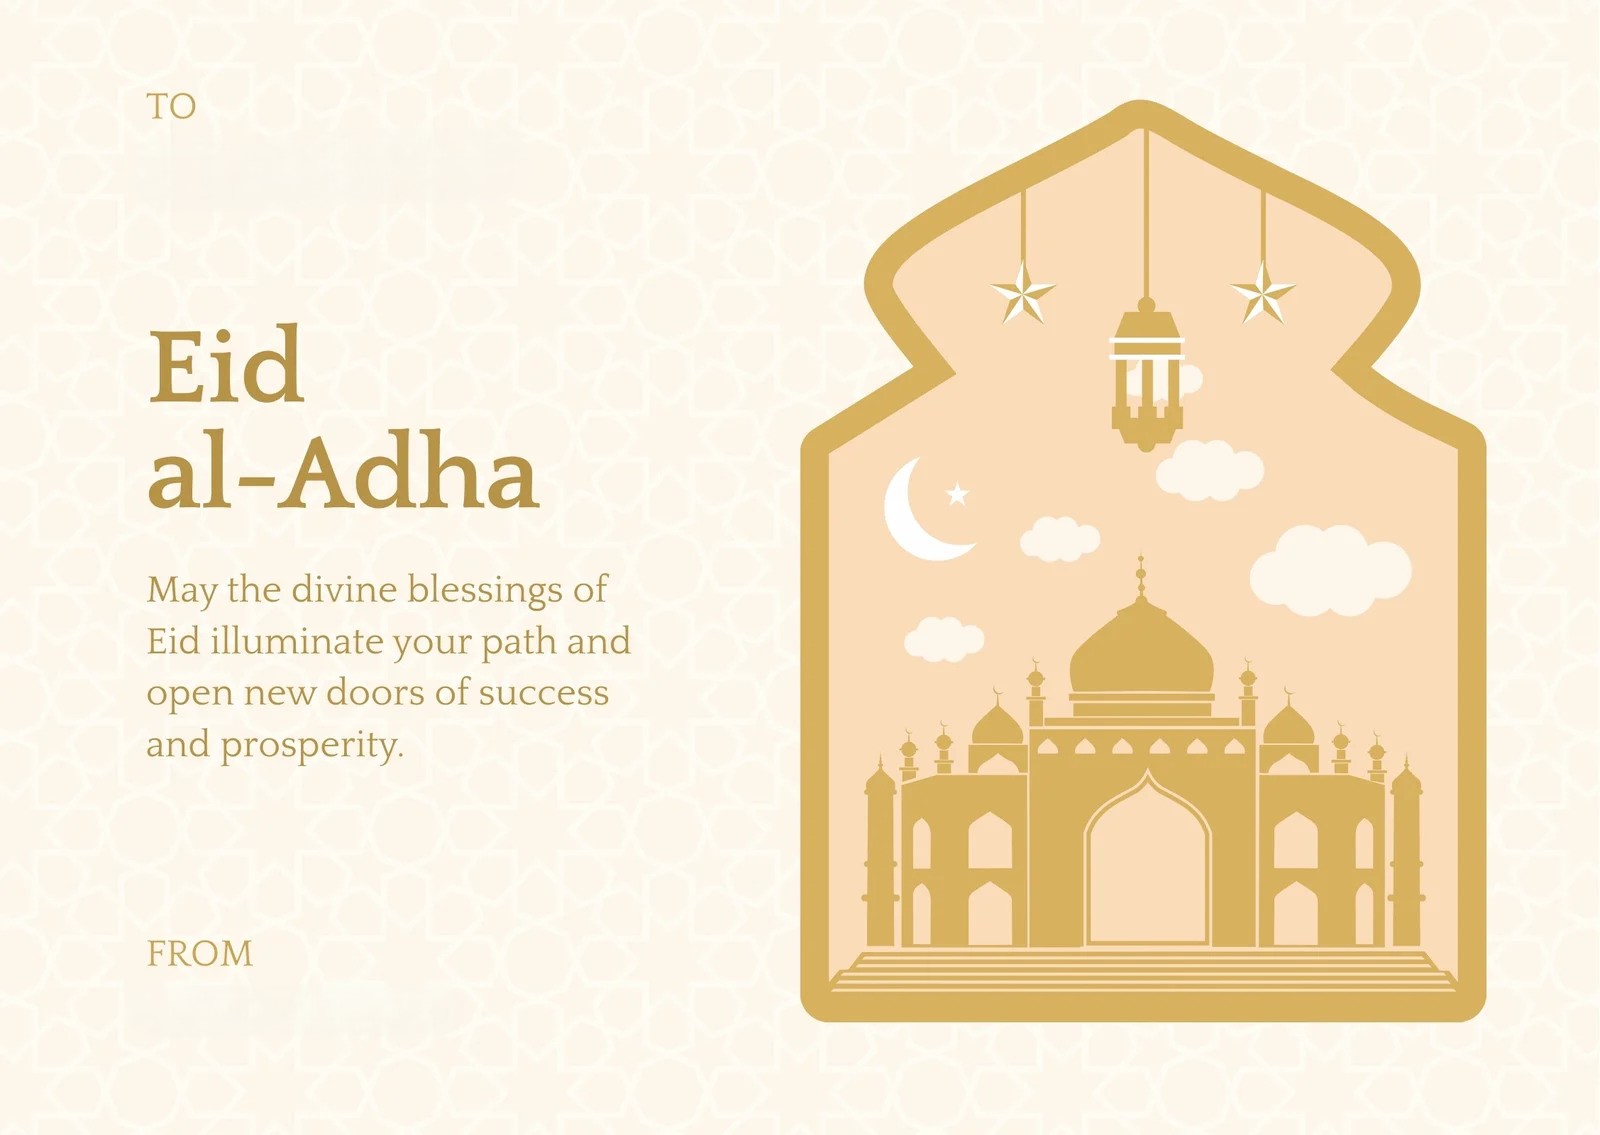 TO
Eid
al-Adha
May the divine blessings of
Eid illuminate your path and
open new doors of success
and prosperity.
FROM